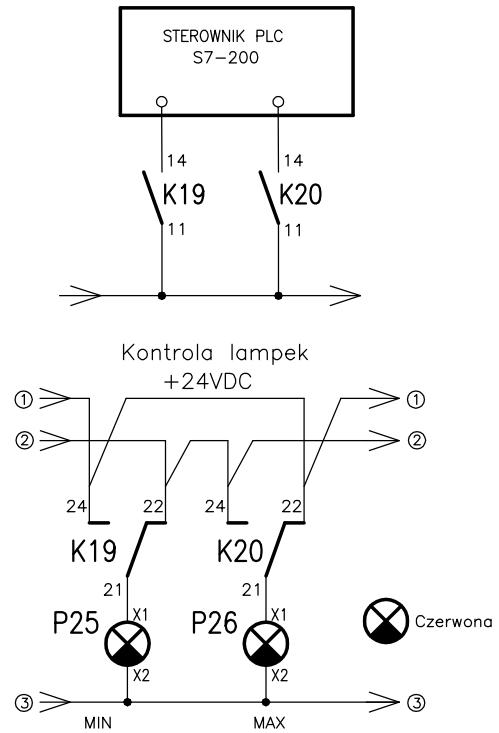 STEROWNIK PLC
S7-200
14 14
K19 K20
11 11
Kontrola lampek
+24VDC
① ①
② ②
24 22 24 22
K19 K20
21 21
P25 X1 P26 X1
Czerwona
X2 X2
③ ③
MIN MAX